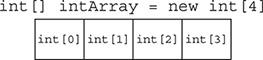 int[] intArray = new int[4]
int[0] int[1] int[2] int[3]